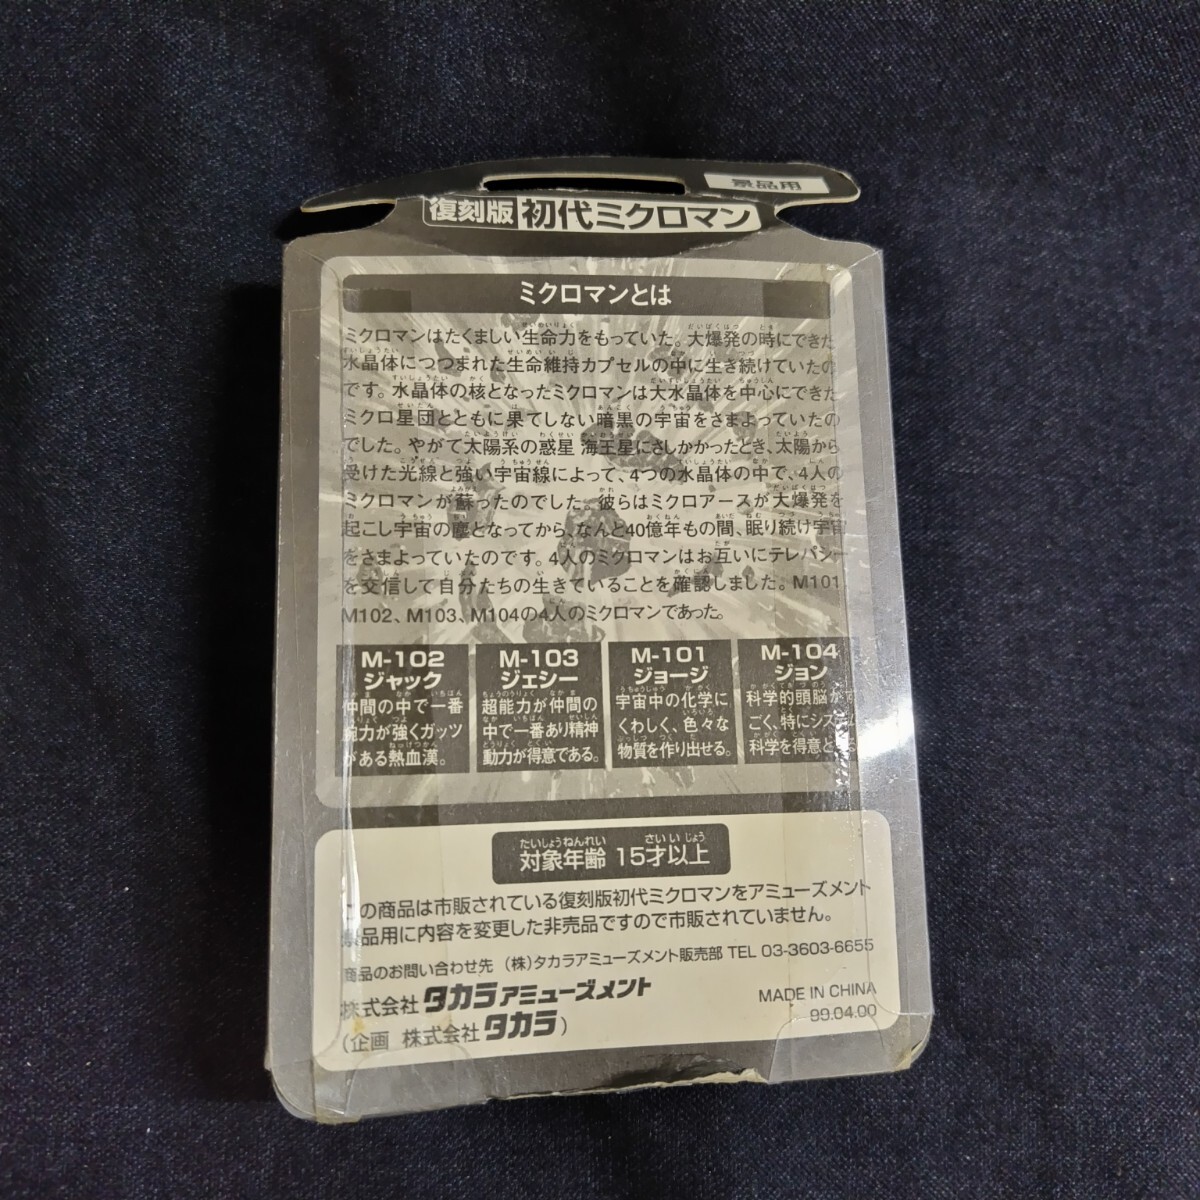 景品用
復刻版 初代ミクロマン
ミクロマンとは
ミクロマンはたくましい生命力をもっていた。大爆発の時にできた
水晶体につつまれた生命維持カプセルの中に生き続けていたの
です。水晶体の核となったミクロマンは大水晶体を中心にできた
ミクロ星団とともに果てしない暗黒の宇宙をさまよっていたの
でした。やがて太陽系の惑星 海王星にさしかかったとき、太陽から
受けた光線と強い宇宙線によって、4つの水晶体の中で、4人の
ミクロマンが蘇ったのでした。彼らはミクロアースが大爆発を
起こし宇宙の塵となってから、なんと40億年もの間、眠り続け宇宙
をさまよっていたのです。4人のミクロマンはお互いにテレパシー
を交信して自分たちの生きていることを確認しました。M101
M102、M103、M104の4人のミクロマンであった。
M-102
ジャック
仲間の中で一番
腕力が強くガッツ
がある熱血漢。
M-103
ジェシー
超能力が仲間の
中で一番あり精神
動力が得意である。
M-101
ジョージ
宇宙中の化学に
くわしく、色々な
物質を作り出せる。
M-104
ジョン
科学的頭脳がす
ごく、特にシステム
科学を得意と
対象年齢 15才以上
この商品は市販されている復刻版初代ミクロマンをアミューズメント
景品用に内容を変更した非売品ですので市販されていません。
商品のお問い合わせ先 (株)タカラアミューズメント販売部 TEL 03-3603-6655
株式会社 タカラアミューズメント
(企画 株式会社 タカラ)
MADE IN CHINA
99.04.00